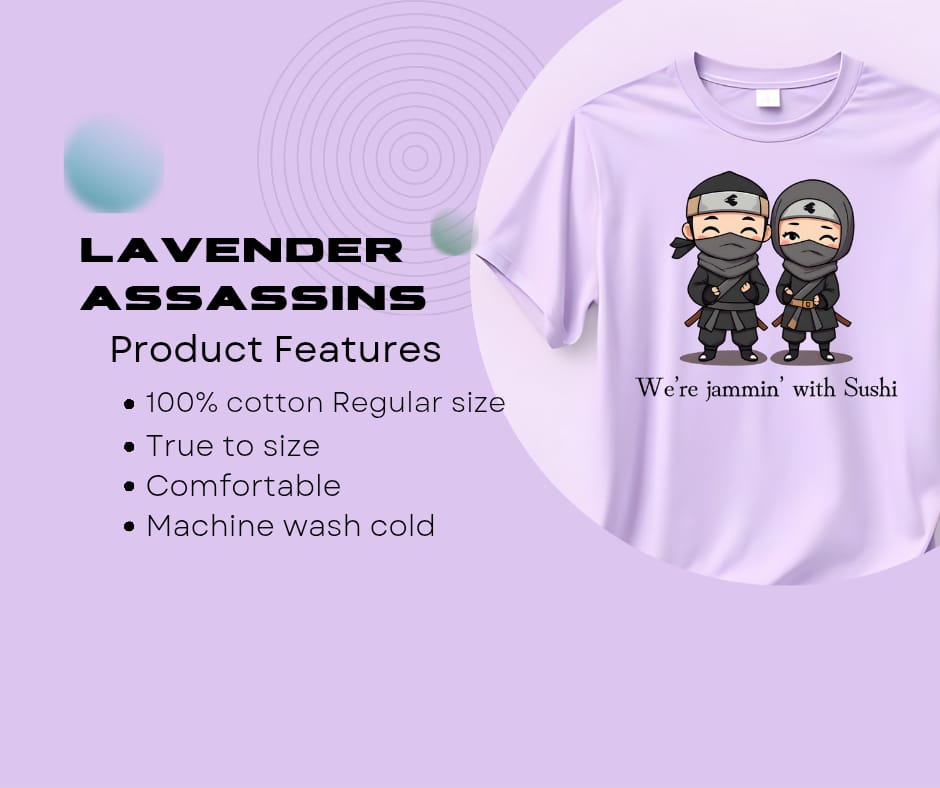 LAVENDER
ASSASSINS
Product Features
100% cotton Regular size
True to size
Comfortable
Machine wash cold
We're jammin' with Sushi